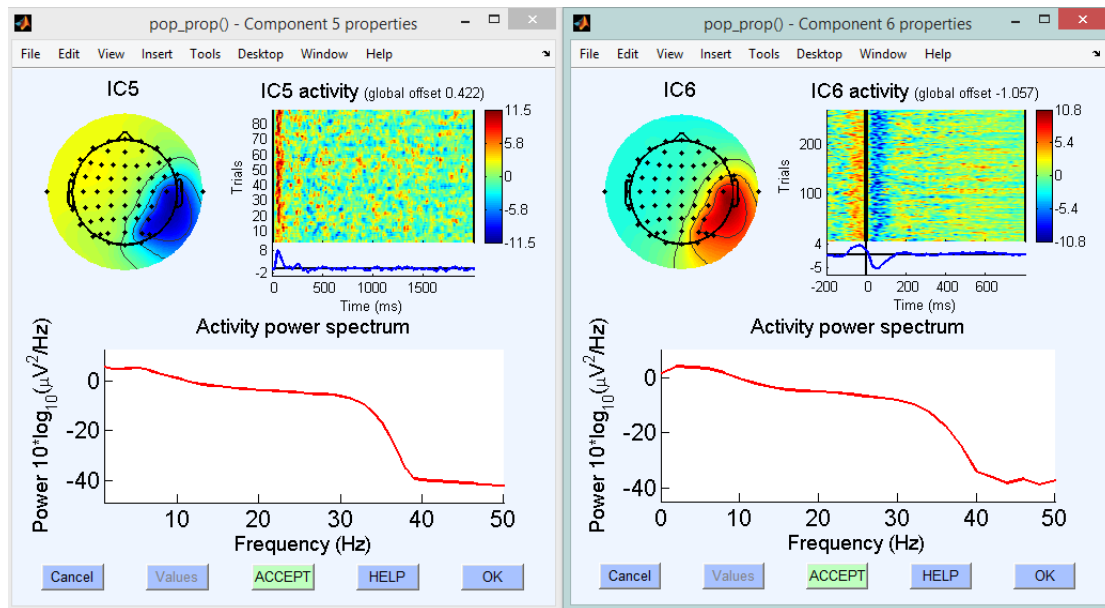 pop_prop() - Component 5 properties
File Edit View Insert Tools Desktop Window Help
IC5
IC5 activity (global offset 0.422)
Trials
80
70
60
50
40
30
20
10
11.5
5.8
0
-5.8
-11.5
8
-2
0 500 1000 1500
Time (ms)
Activity power spectrum
Power 10*log10(μV2/Hz)
0
-20
-40
10 20 30 40 50
Frequency (Hz)
Cancel Values ACCEPT HELP OK
pop_prop() - Component 6 properties
File Edit View Insert Tools Desktop Window Help
IC6
IC6 activity (global offset -1.057)
Trials
200
100
10.8
5.4
0
-5.4
-10.8
4
-5
-200 0 200 400 600
Time (ms)
Activity power spectrum
Power 10*log10(μV2/Hz)
0
-20
-40
0 10 20 30 40 50
Frequency (Hz)
Cancel Values ACCEPT HELP OK